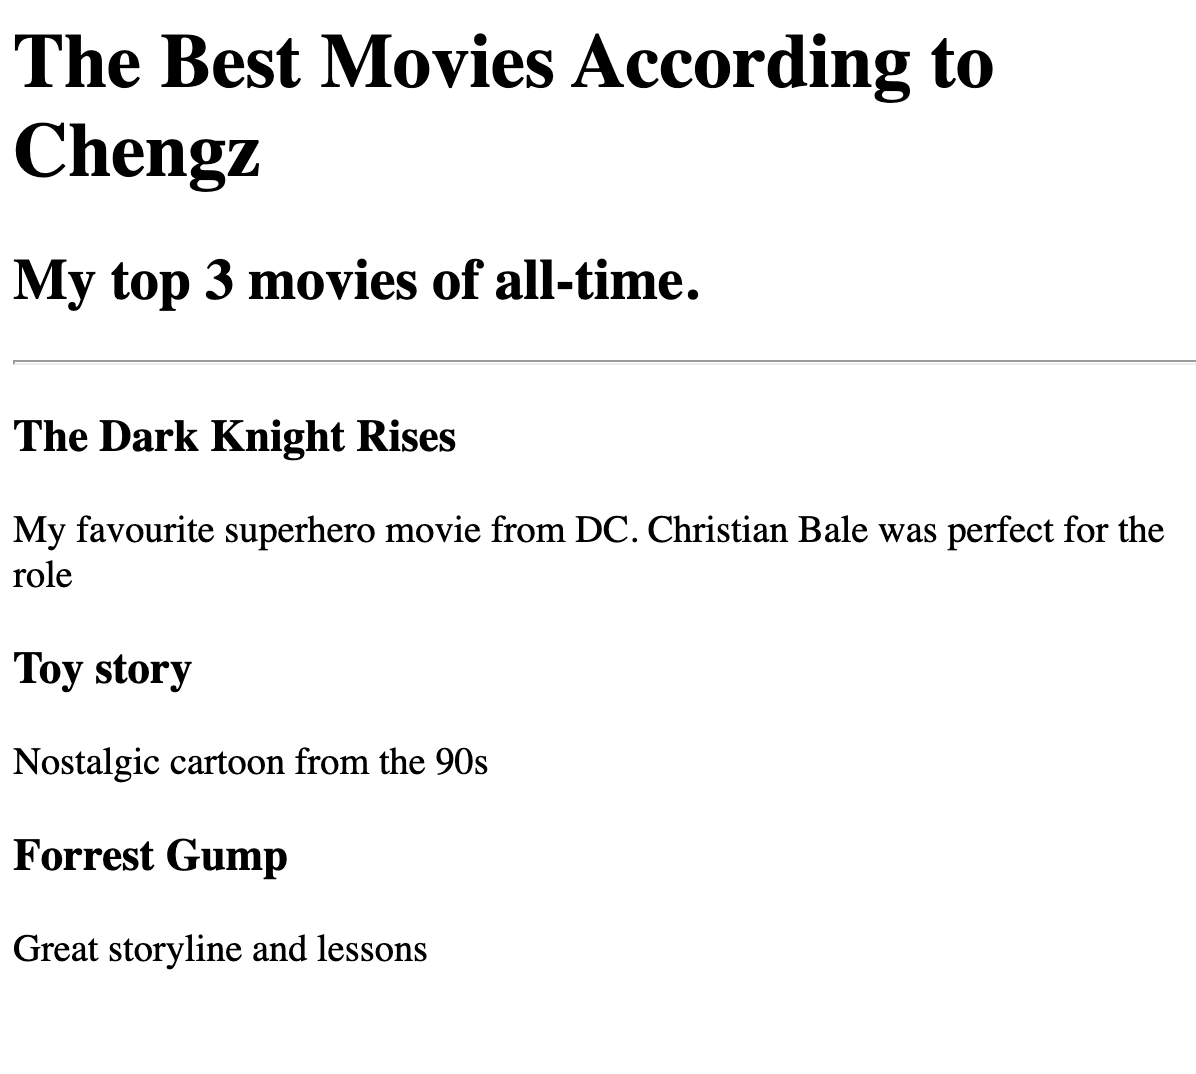 The Best Movies According to
Chengz
My top 3 movies of all-time.
The Dark Knight Rises
My favourite superhero movie from DC. Christian Bale was perfect for the
role
Toy story
Nostalgic cartoon from the 90s
Forrest Gump
Great storyline and lessons